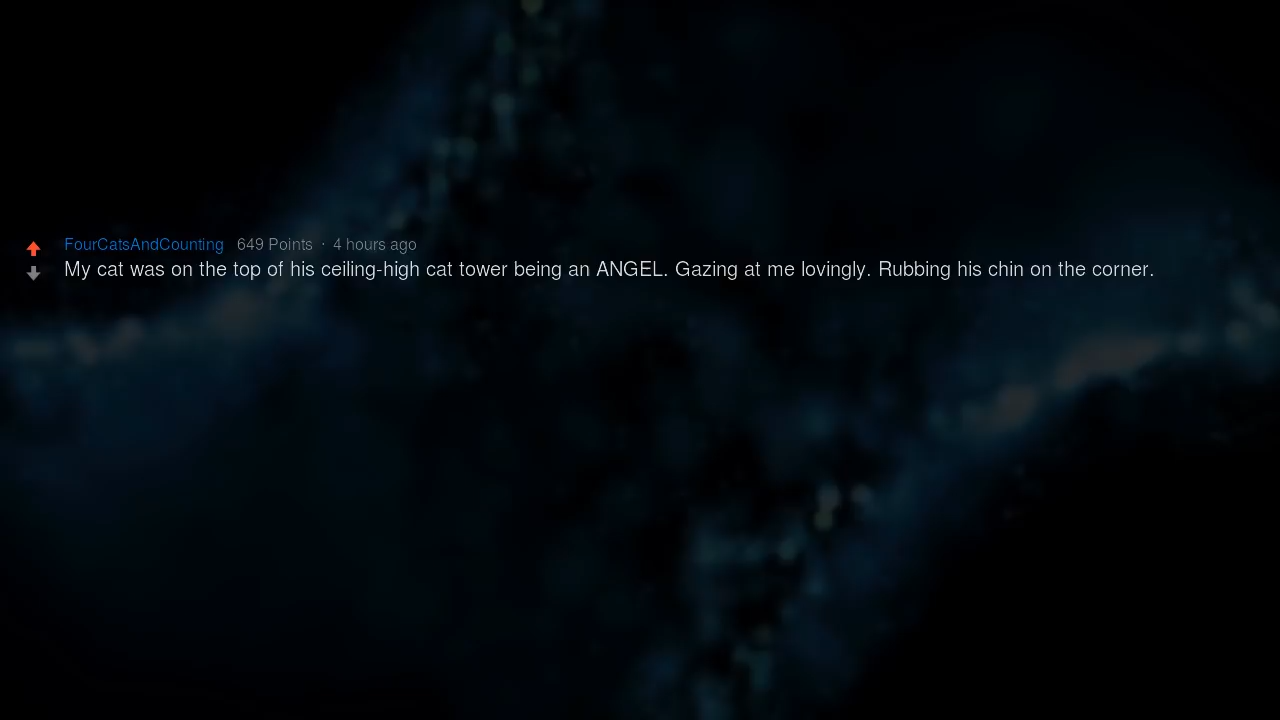 FourCatsAndCounting 649 Points · 4 hours ago
My cat was on the top of his ceiling-high cat tower being an ANGEL. Gazing at me lovingly. Rubbing his chin on the corner.